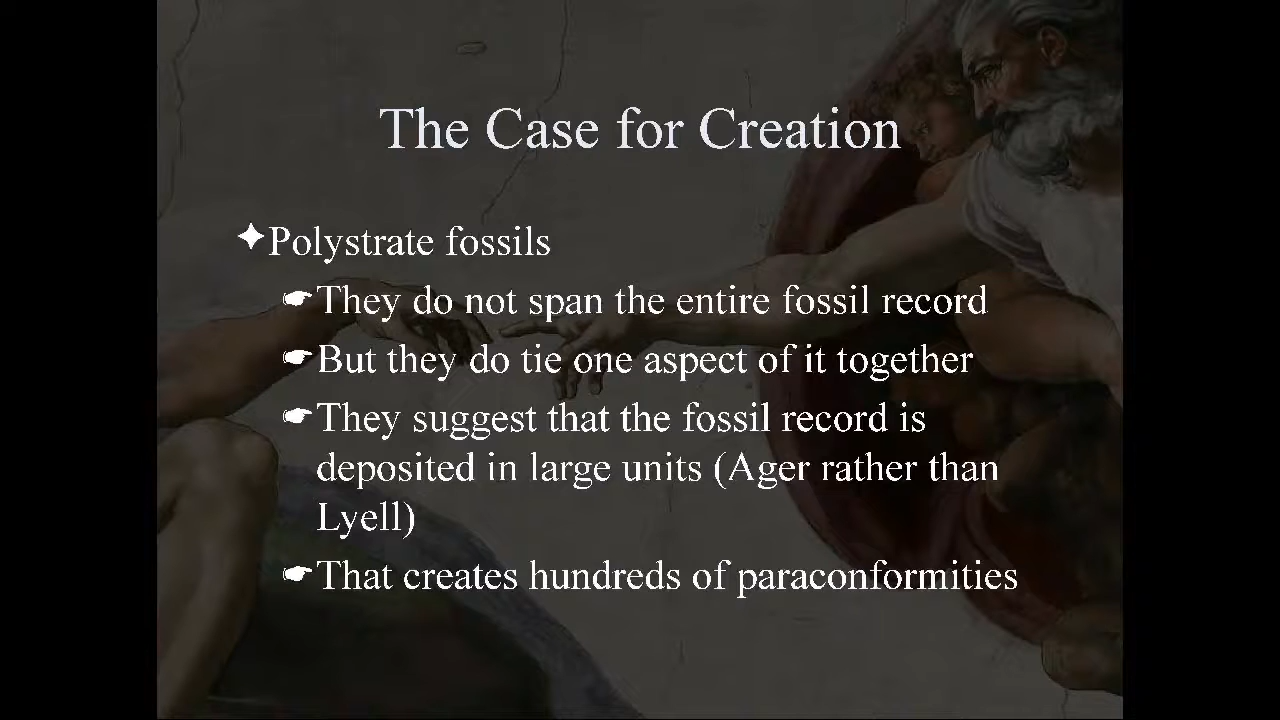 The Case for Creation
Polystrate fossils
They do not span the entire fossil record
But they do tie one aspect of it together
They suggest that the fossil record is
deposited in large units (Ager rather than
Lyell)
That creates hundreds of paraconformities